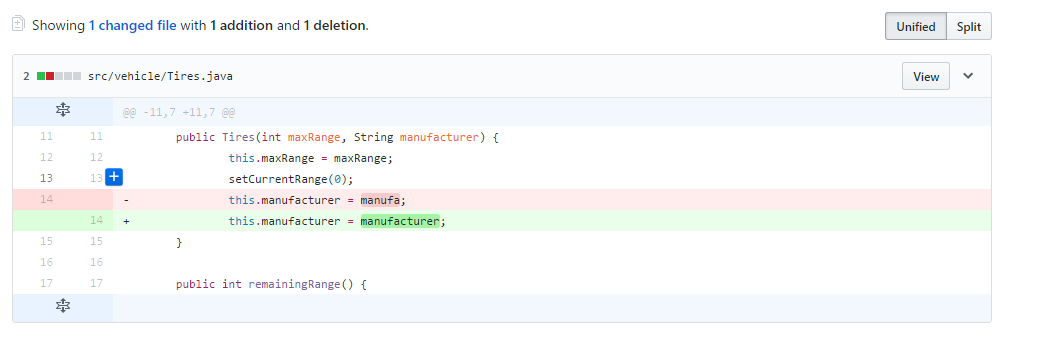 Showing 1 changed file with 1 addition and 1 deletion.
Unified Split
2 src/vehicle/Tires.java View
@@ -11,7 +11,7 @@
11 11 public Tires(int maxRange, String manufacturer) {
12 12 this.maxRange = maxRange;
13 13 + setCurrentRange(0);
14 - this.manufacturer = manufa;
14 + this.manufacturer = manufacturer;
15 15 }
16 16
17 17 public int remainingRange() {